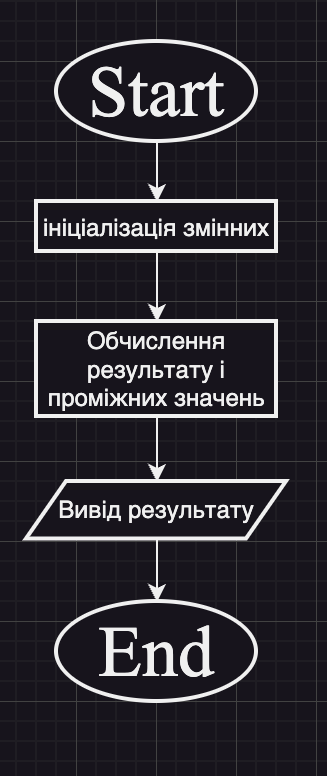 Start
ініціалізація змінних
Обчислення
результату і
проміжних значень
Вивід результату
End